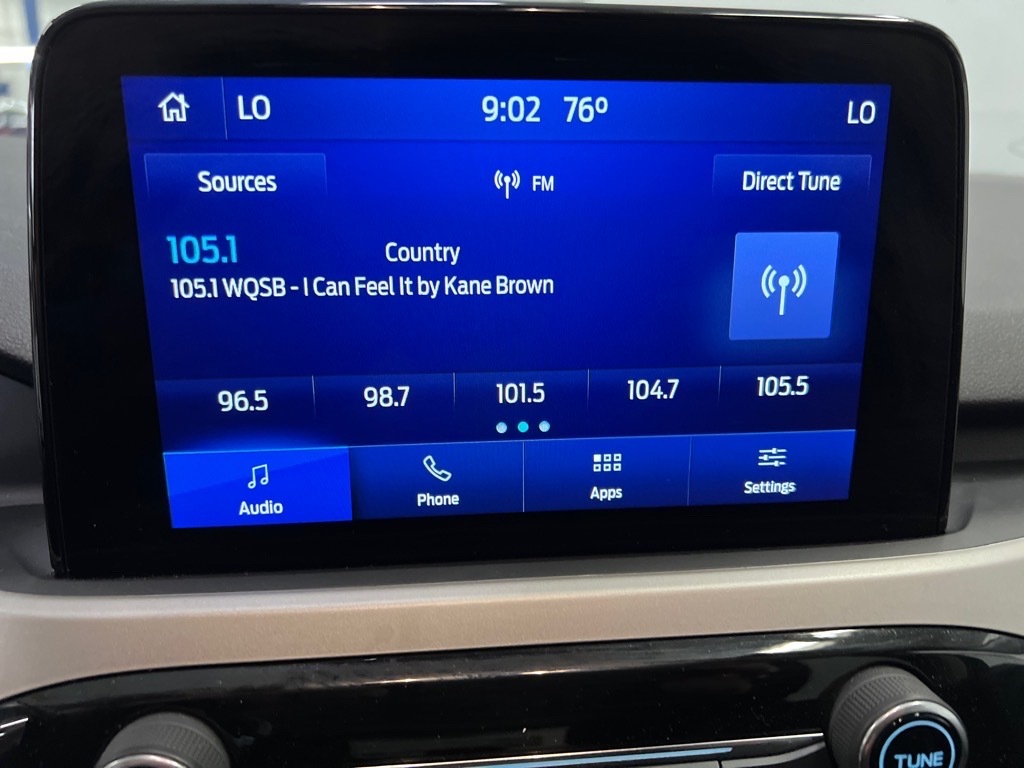 LO 9:02 76° LO
Sources FM Direct Tune
105.1 Country
105.1 WQSB - I Can Feel It by Kane Brown
96.5 98.7 101.5 104.7 105.5
Audio Phone Apps Settings
TUNE